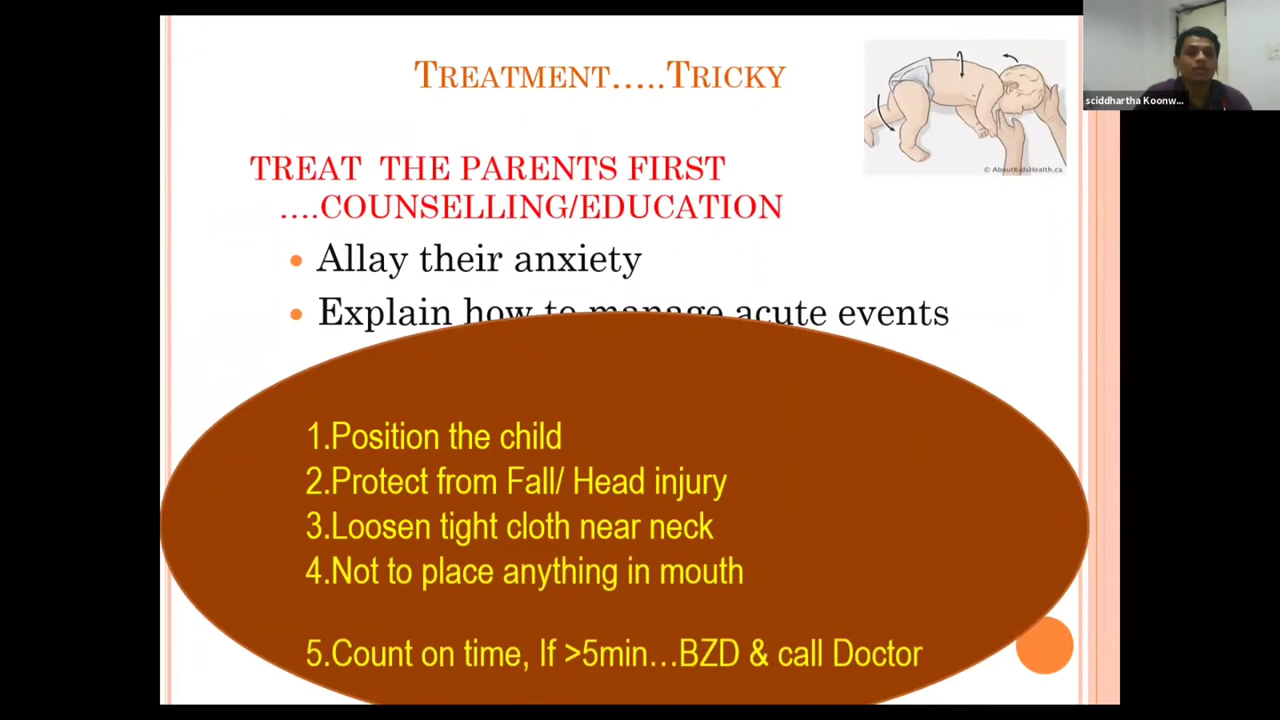 TREATMENT.....TRICKY
© AboutKidsHealth.ca
sciddhartha Koonw...
TREAT THE PARENTS FIRST
....COUNSELLING/EDUCATION
• Allay their anxiety
• Explain how to manage acute events
1.Position the child
2.Protect from Fall/ Head injury
3.Loosen tight cloth near neck
4.Not to place anything in mouth
5.Count on time, If >5min...BZD & call Doctor